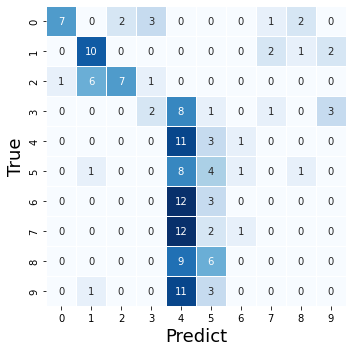 0 7 0 2 3 0 0 0 1 2 0
1 0 10 0 0 0 0 0 2 1 2
2 1 6 7 1 0 0 0 0 0 0
3 0 0 0 2 8 1 0 1 0 3
4 0 0 0 0 11 3 1 0 0 0
5 0 1 0 0 8 4 1 0 1 0
6 0 0 0 0 12 3 0 0 0 0
7 0 0 0 0 12 2 1 0 0 0
8 0 0 0 0 9 6 0 0 0 0
9 0 1 0 0 11 3 0 0 0 0
0 1 2 3 4 5 6 7 8 9
True
Predict